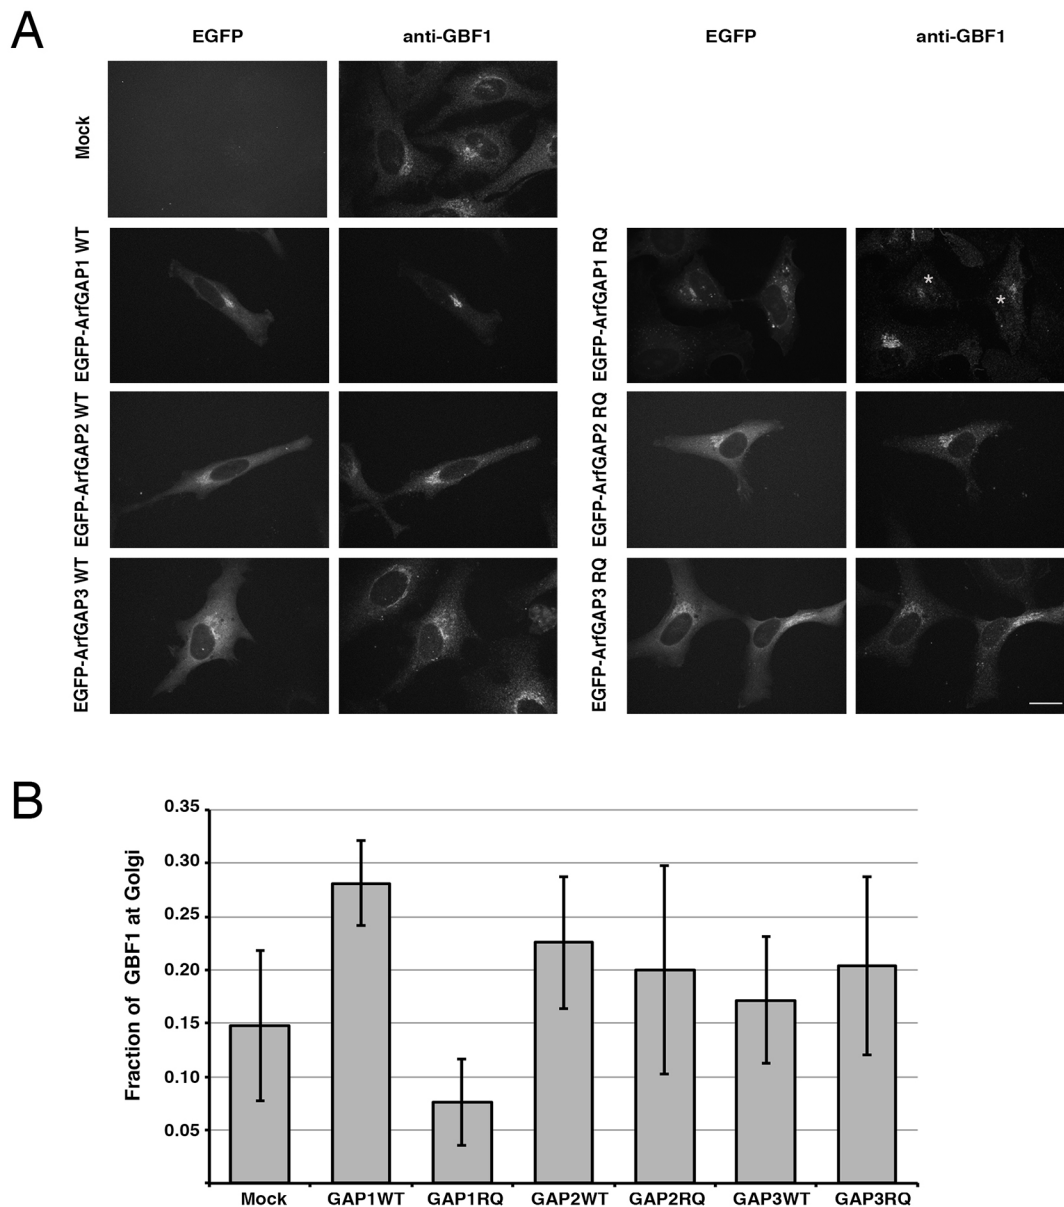 A
EGFP anti-GBF1 EGFP anti-GBF1
Mock
EGFP-ArfGAP1 WT
EGFP-ArfGAP1 RQ
* *
EGFP-ArfGAP2 WT
EGFP-ArfGAP2 RQ
EGFP-ArfGAP3 WT
EGFP-ArfGAP3 RQ
B
Fraction of GBF1 at Golgi
0.35
0.30
0.25
0.20
0.15
0.10
0.05
Mock GAP1WT GAP1RQ GAP2WT GAP2RQ GAP3WT GAP3RQ